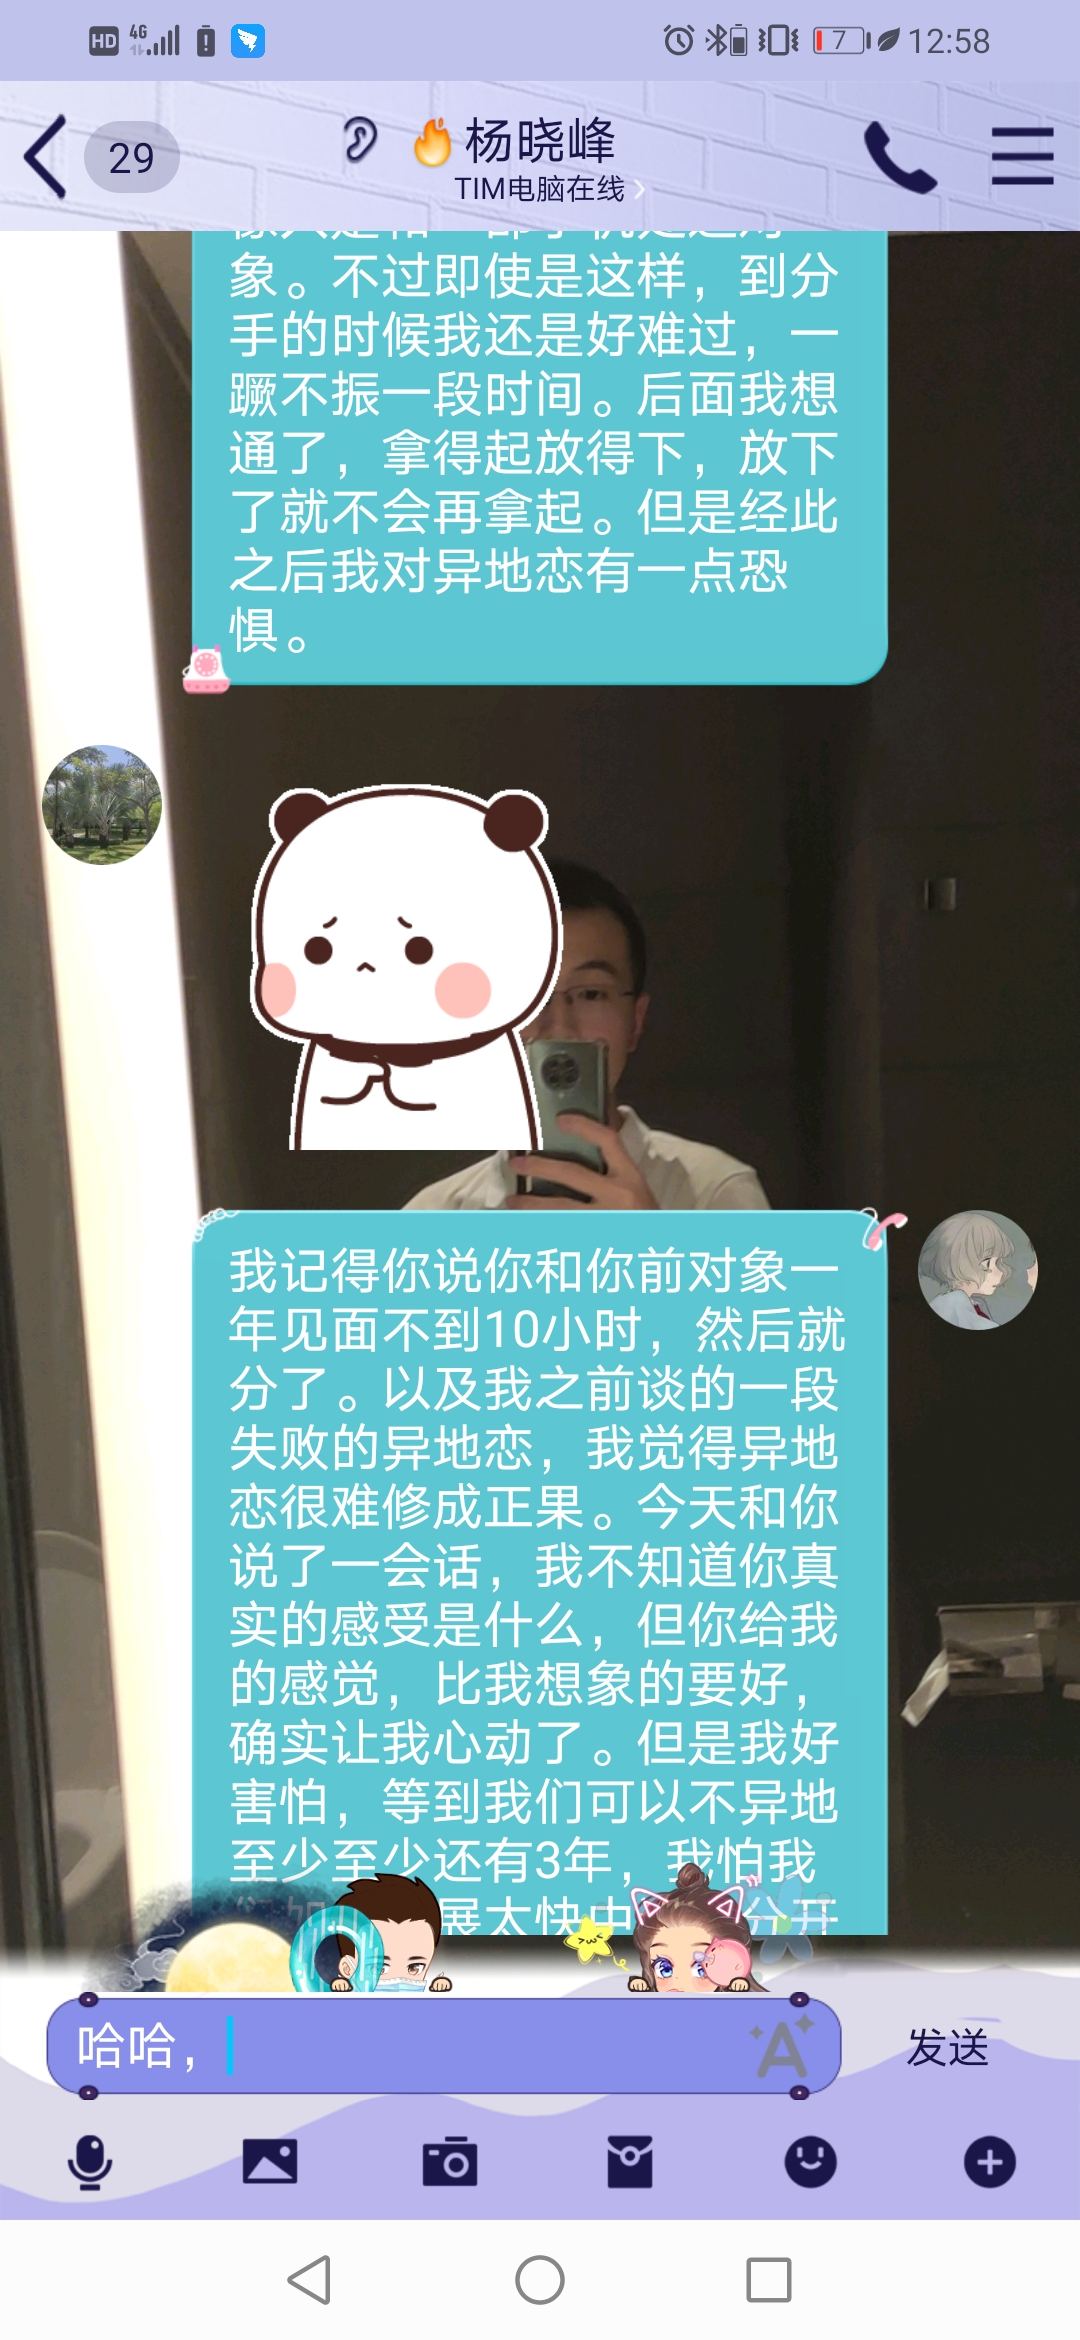 HD 4G 7 12:58
29
杨晓峰
TIM电脑在线
象。不过即使是这样，到分
手的时候我还是好难过，一
蹶不振一段时间。后面我想
通了，拿得起放得下，放下
了就不会再拿起。但是经此
之后我对异地恋有一点恐
惧。
我记得你说你和你前对象一
年见面不到10小时，然后就
分了。以及我之前谈的一段
失败的异地恋，我觉得异地
恋很难修成正果。今天和你
说了一会话，我不知道你真
实的感受是什么，但你给我
的感觉，比我想象的要好，
确实让我心动了。但是我好
害怕，等到我们可以不异地
至少至少还有3年，我怕我
展太快中 分开
哈哈，
A
发送